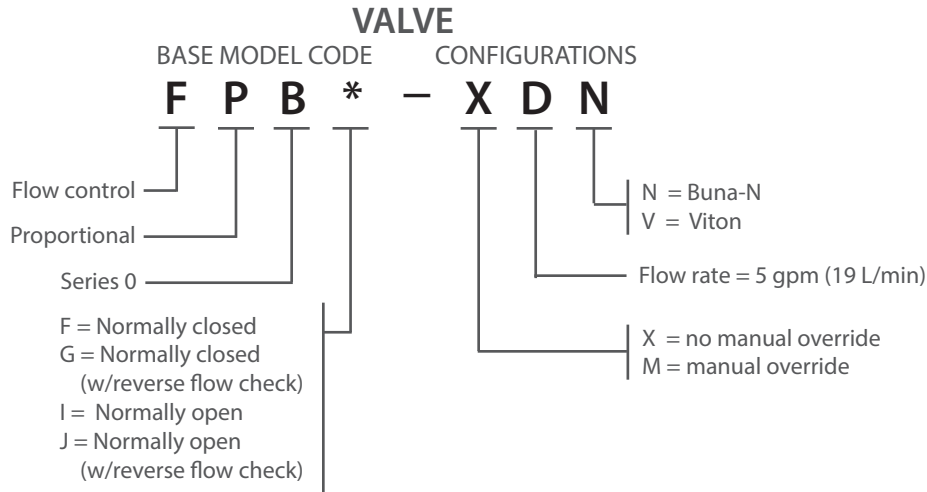 VALVE
BASE MODEL CODE CONFIGURATIONS
F P B * – X D N
Flow control
Proportional
Series 0
F = Normally closed
G = Normally closed
(w/reverse flow check)
I = Normally open
J = Normally open
(w/reverse flow check)
N = Buna-N
V = Viton
Flow rate = 5 gpm (19 L/min)
X = no manual override
M = manual override